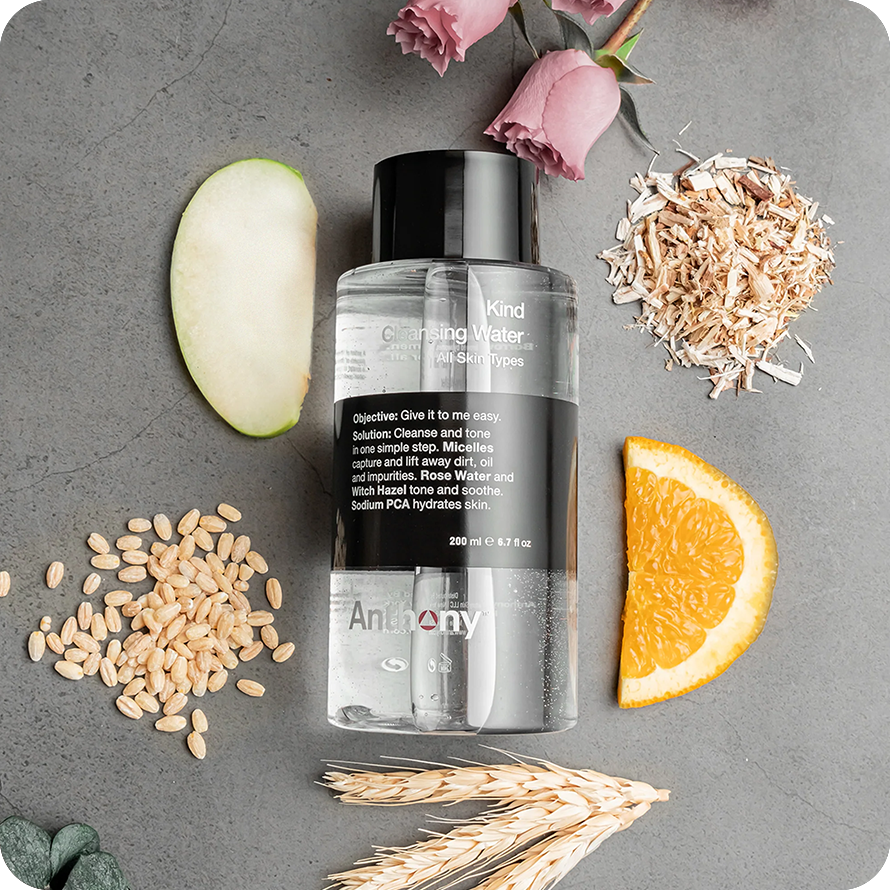 Kind
Cleansing Water
All Skin Types
Objective: Give it to me easy.
Solution: Cleanse and tone
in one simple step. Micelles
capture and lift away dirt, oil
and impurities. Rose Water and
Witch Hazel tone and soothe.
Sodium PCA hydrates skin.
200 ml ℮ 6.7 fl oz
Anthony